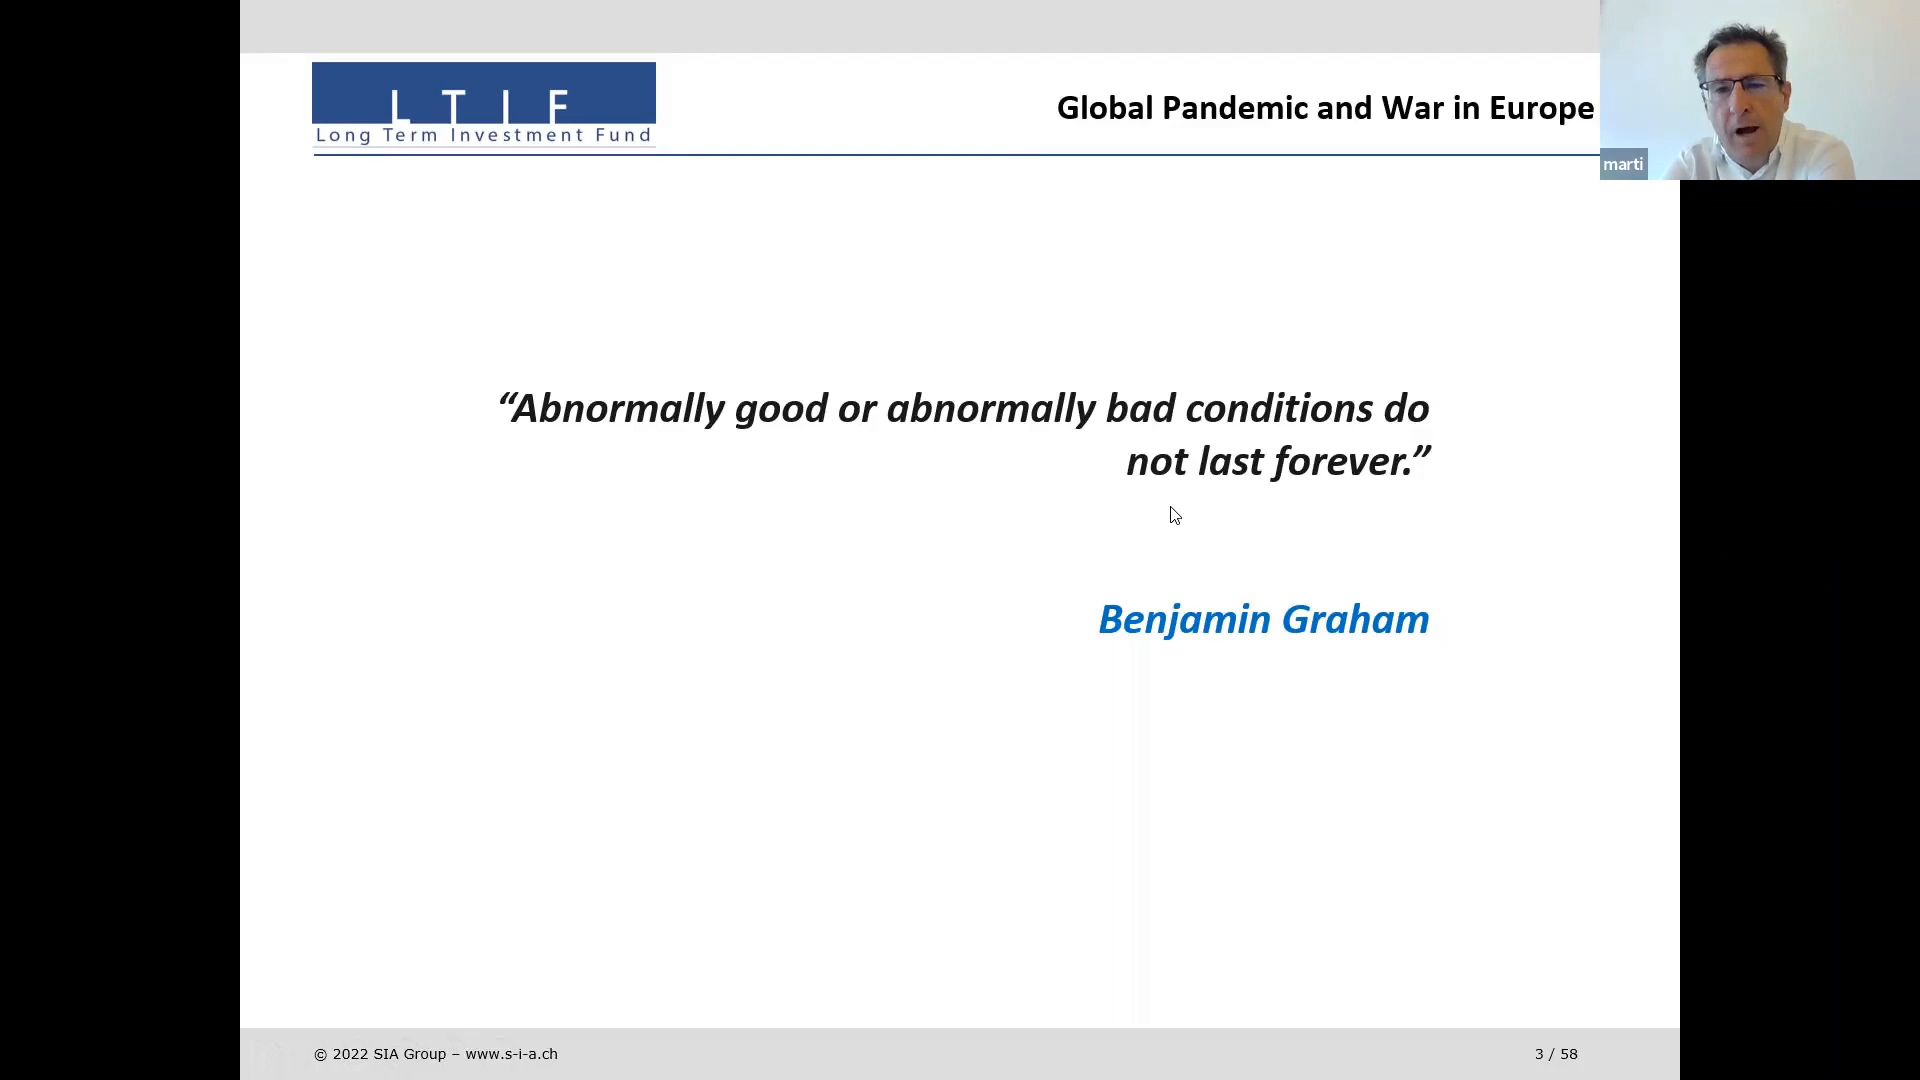 L T I F
Long Term Investment Fund
Global Pandemic and War in Europe
marti
“Abnormally good or abnormally bad conditions do
not last forever.”
Benjamin Graham
© 2022 SIA Group – www.s-i-a.ch
3 / 58